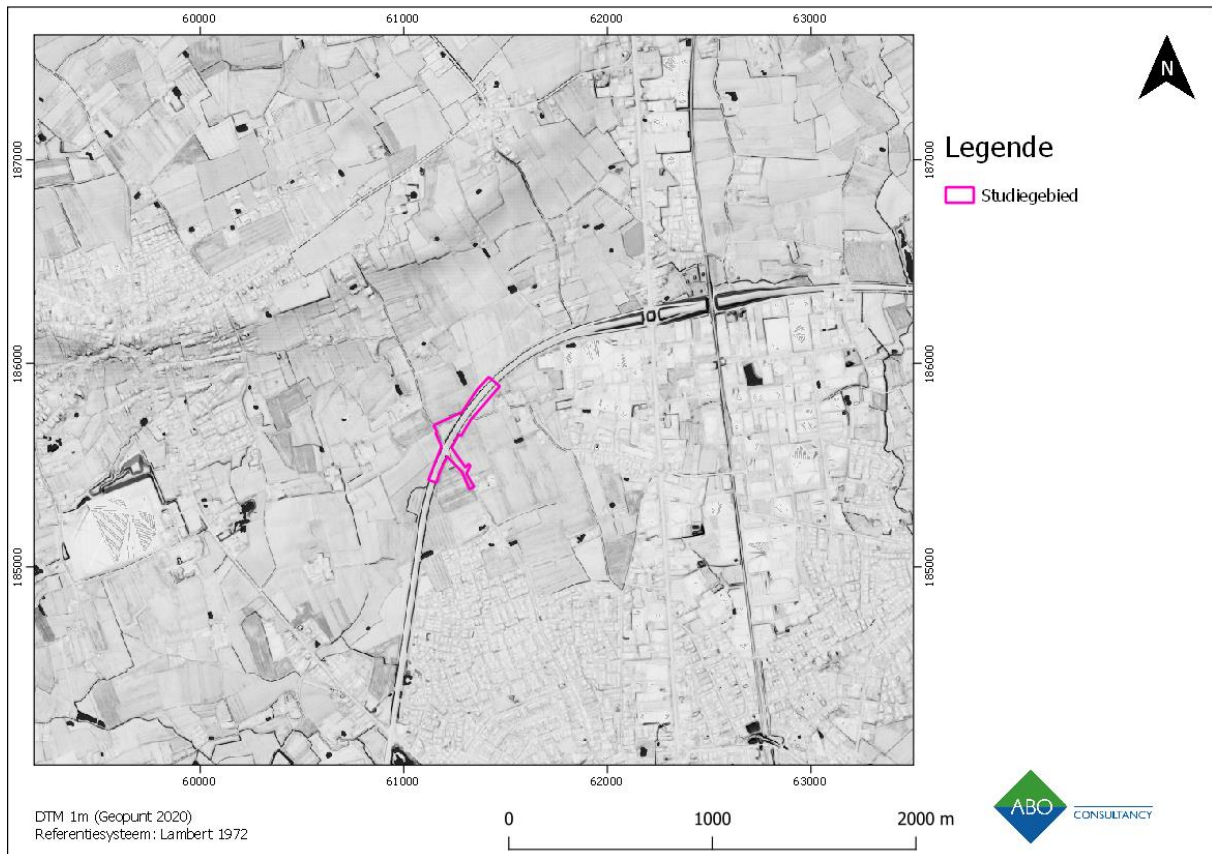 60000 61000 62000 63000
N
187000 187000
Legende
Studiegebied
186000 186000
185000 185000
60000 61000 62000 63000
DTM 1m (Geopunt 2020)
Referentiesysteem: Lambert 1972
0 1000 2000 m
ABO CONSULTANCY